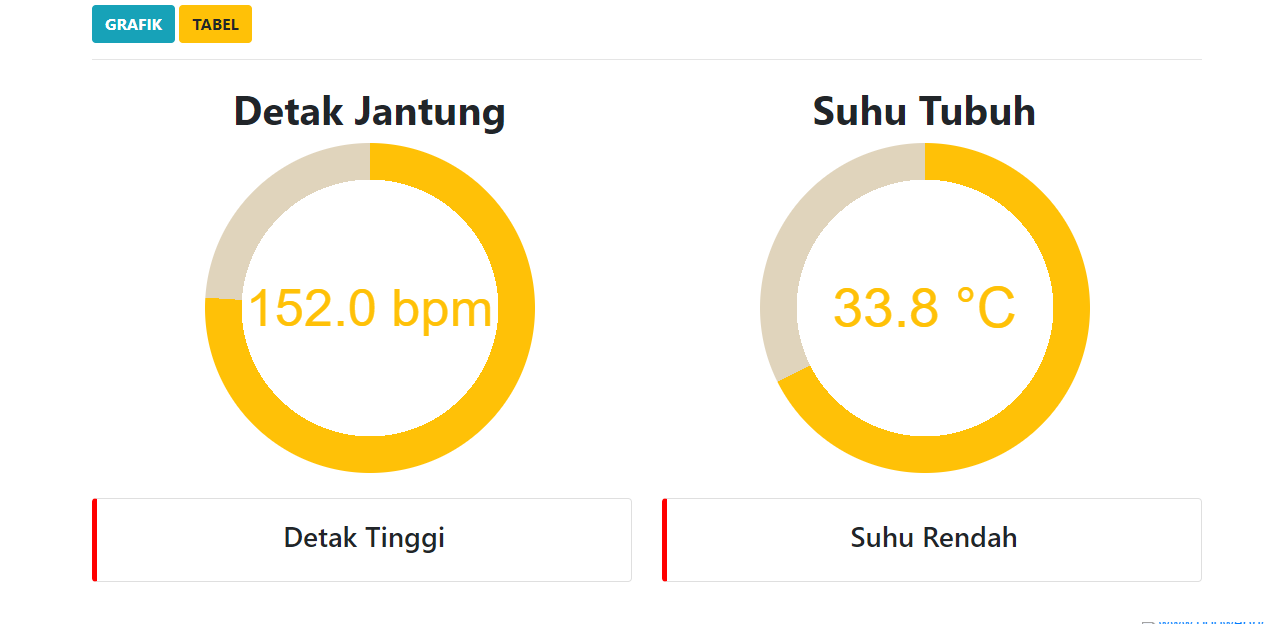 GRAFIK TABEL
Detak Jantung
152.0 bpm
Detak Tinggi
Suhu Tubuh
33.8 °C
Suhu Rendah